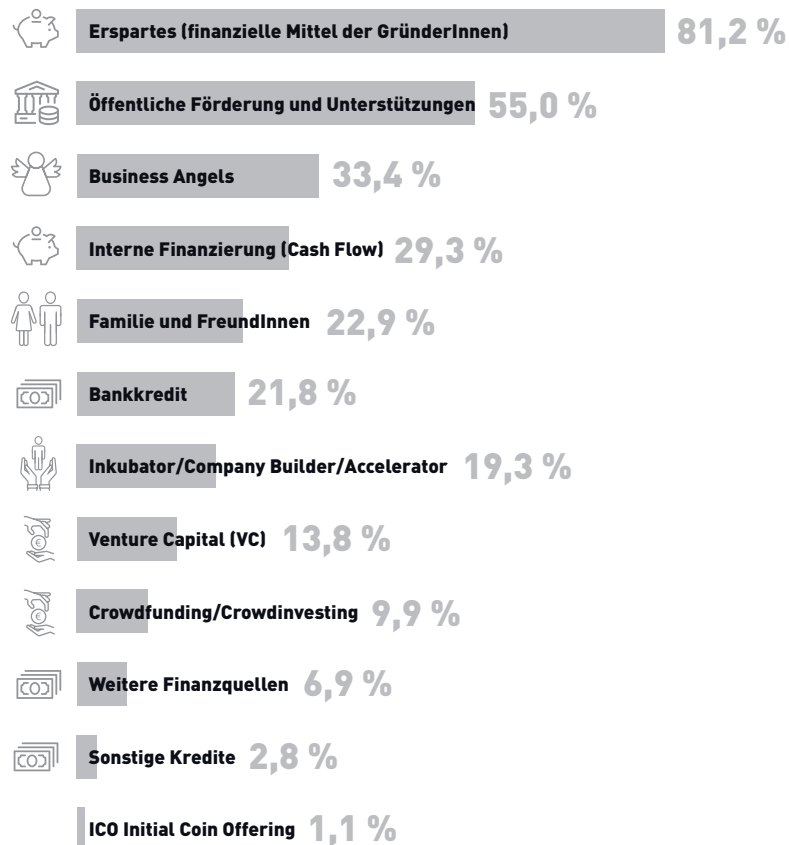 Erspartes (finanzielle Mittel der GründerInnen) 81,2 %
Öffentliche Förderung und Unterstützungen 55,0 %
Business Angels 33,4 %
Interne Finanzierung (Cash Flow) 29,3 %
Familie und FreundInnen 22,9 %
Bankkredit 21,8 %
Inkubator/Company Builder/Accelerator 19,3 %
Venture Capital (VC) 13,8 %
Crowdfunding/Crowdinvesting 9,9 %
Weitere Finanzquellen 6,9 %
Sonstige Kredite 2,8 %
ICO Initial Coin Offering 1,1 %